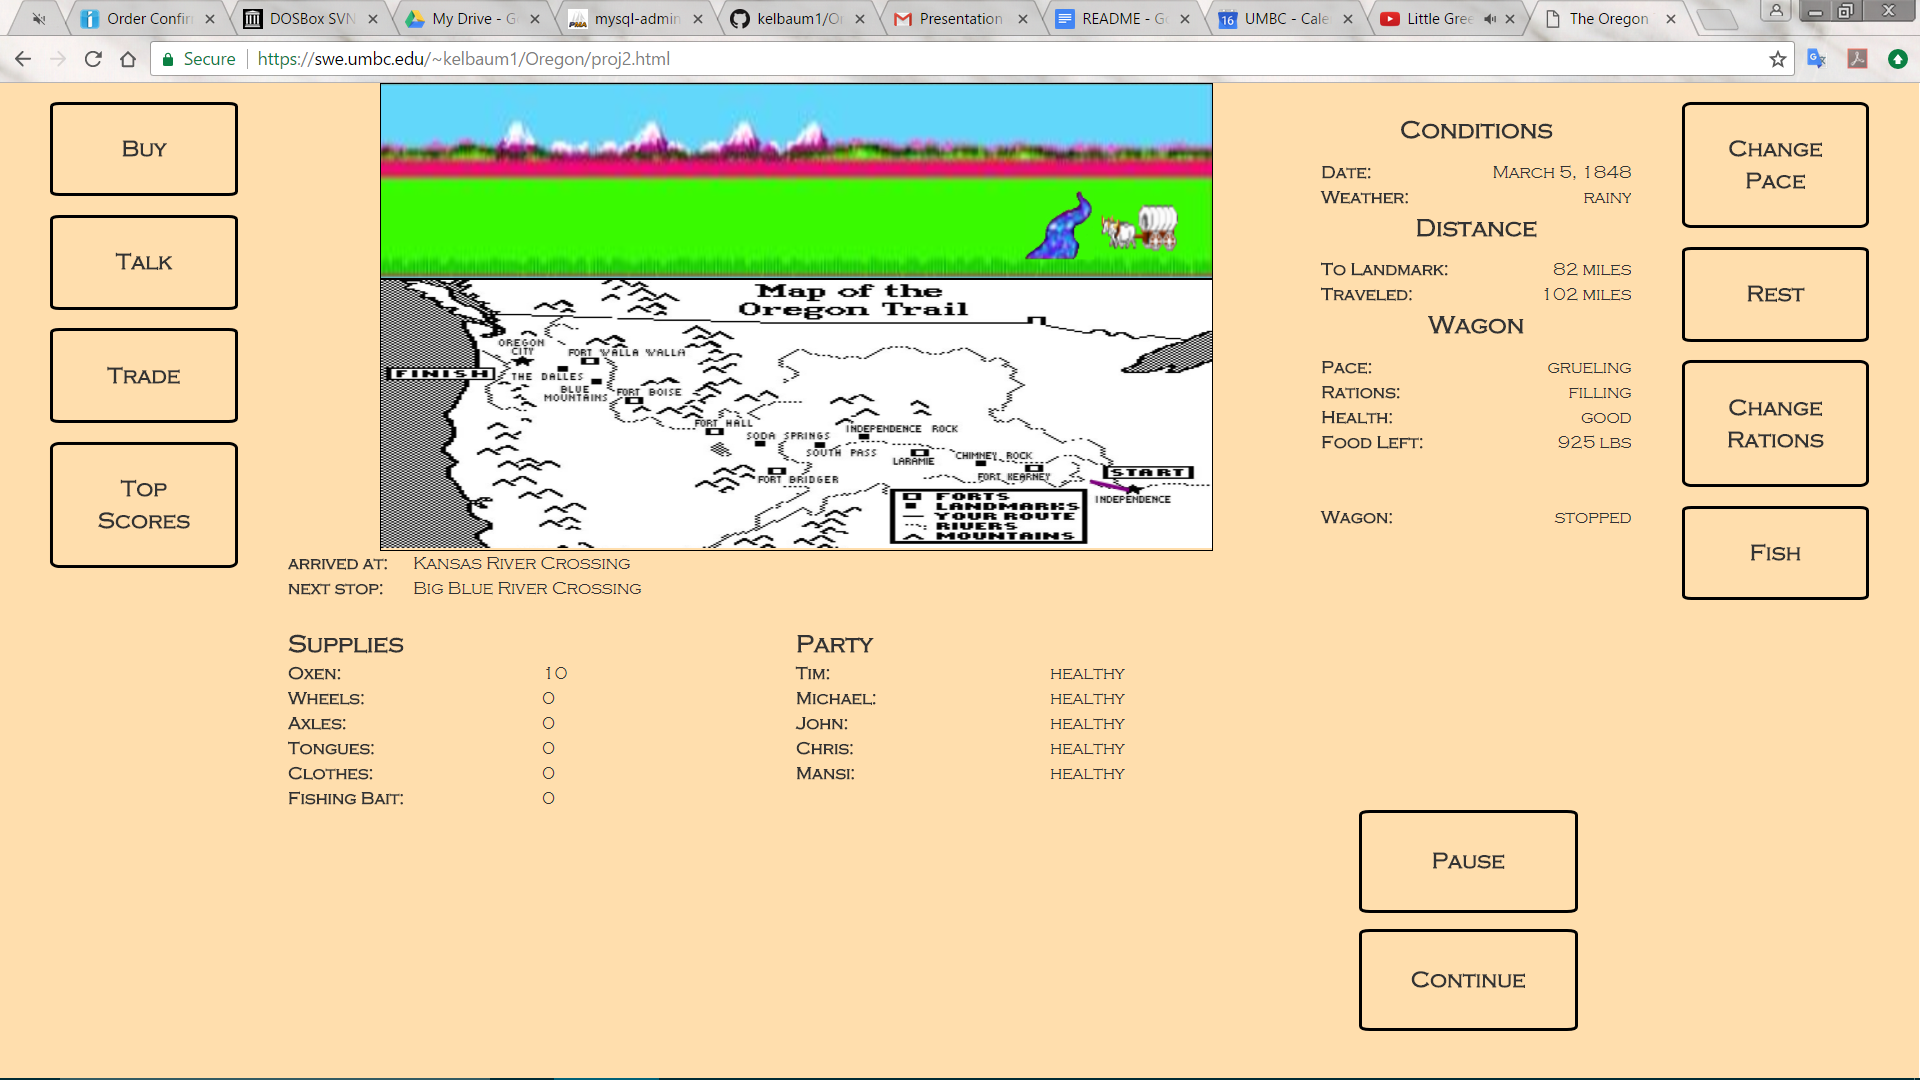 Order Confir
DOSBox SVN
My Drive - G
mysql-admin
kelbaum1/O
Presentation
README - Go
UMBC - Cale
Little Gree
The Oregon
Secure
https://swe.umbc.edu/~kelbaum1/Oregon/proj2.html
Buy
Talk
Trade
Top
Scores
Map of the
Oregon Trail
OREGON
CITY
FORT WALLA WALLA
FINISH
THE DALLES
BLUE
MOUNTAINS
FORT BOISE
FORT HALL
SODA SPRINGS
INDEPENDENCE ROCK
SOUTH PASS
LARAMIE
CHIMNEY ROCK
FORT BRIDGER
FORT KEARNEY
START
INDEPENDENCE
FORTS
LANDMARKS
YOUR ROUTE
RIVERS
MOUNTAINS
arrived at: Kansas River Crossing
next stop: Big Blue River Crossing
Supplies
Oxen: 10
Wheels: 0
Axles: 0
Tongues: 0
Clothes: 0
Fishing Bait: 0
Party
Tim: healthy
Michael: healthy
John: healthy
Chris: healthy
Mansi: healthy
Conditions
Date: March 5, 1848
Weather: rainy
Distance
To Landmark: 82 miles
Traveled: 102 miles
Wagon
Pace: grueling
Rations: filling
Health: good
Food Left: 925 lbs
Wagon: stopped
Change
Pace
Rest
Change
Rations
Fish
Pause
Continue